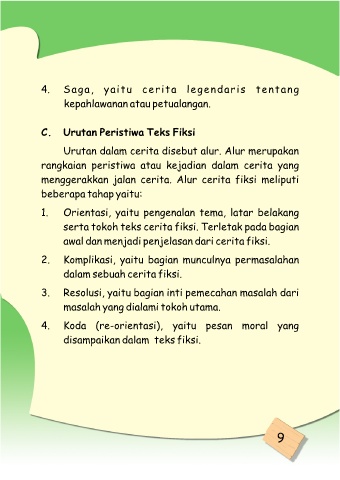 4. Saga, yaitu cerita legendaris tentang
kepahlawanan atau petualangan.
C. Urutan Peristiwa Teks Fiksi
Urutan dalam cerita disebut alur. Alur merupakan
rangkaian peristiwa atau kejadian dalam cerita yang
menggerakkan jalan cerita. Alur cerita fiksi meliputi
beberapa tahap yaitu:
1. Orientasi, yaitu pengenalan tema, latar belakang
serta tokoh teks cerita fiksi. Terletak pada bagian
awal dan menjadi penjelasan dari cerita fiksi.
2. Komplikasi, yaitu bagian munculnya permasalahan
dalam sebuah cerita fiksi.
3. Resolusi, yaitu bagian inti pemecahan masalah dari
masalah yang dialami tokoh utama.
4. Koda (re-orientasi), yaitu pesan moral yang
disampaikan dalam teks fiksi.
9